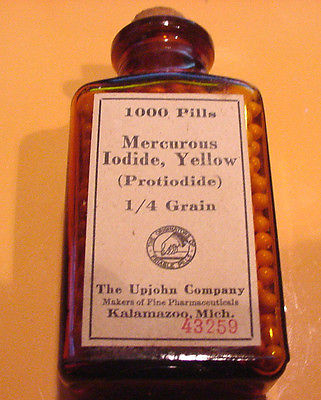 1000 Pills
Mercurous
Iodide, Yellow
(Protiodide)
1/4 Grain
The Upjohn Company
Makers of Fine Pharmaceuticals
Kalamazoo, Mich.
43259